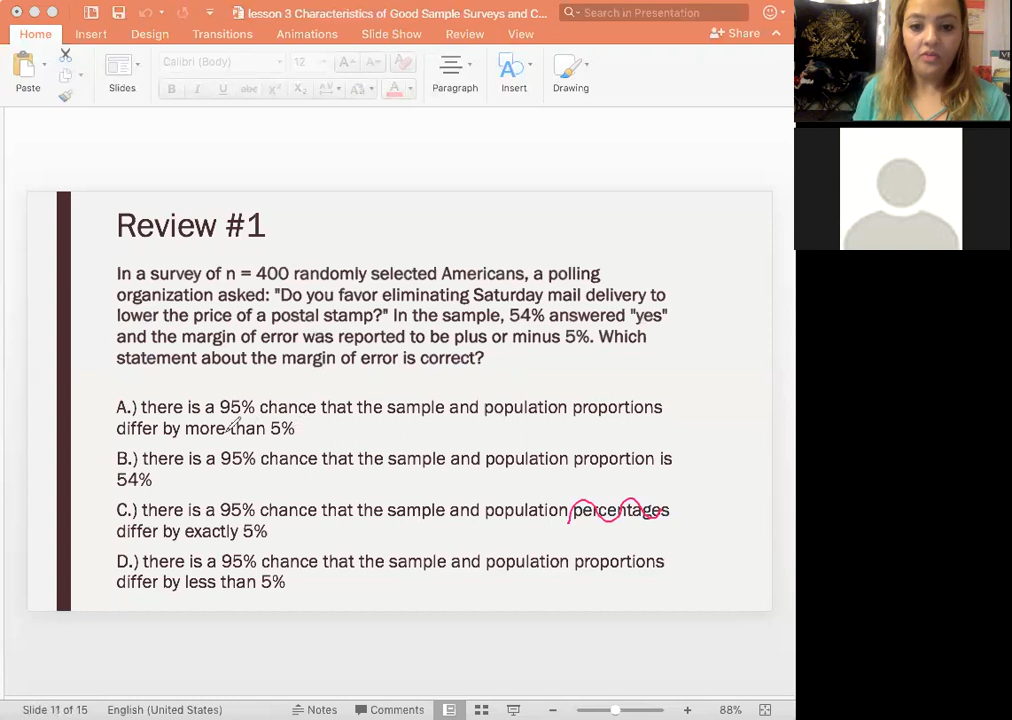 lesson 3 Characteristics of Good Sample Surveys and C...
Search in Presentation
Home Insert Design Transitions Animations Slide Show Review View Share
Calibri (Body) 12
Paste Slides Paragraph Insert Drawing
B I U abc X² X₂ AV Aa A
Review #1
In a survey of n = 400 randomly selected Americans, a polling
organization asked: "Do you favor eliminating Saturday mail delivery to
lower the price of a postal stamp?" In the sample, 54% answered "yes"
and the margin of error was reported to be plus or minus 5%. Which
statement about the margin of error is correct?
A.) there is a 95% chance that the sample and population proportions
differ by more than 5%
B.) there is a 95% chance that the sample and population proportion is
54%
C.) there is a 95% chance that the sample and population percentages
differ by exactly 5%
D.) there is a 95% chance that the sample and population proportions
differ by less than 5%
Slide 11 of 15 English (United States) Notes Comments 88%